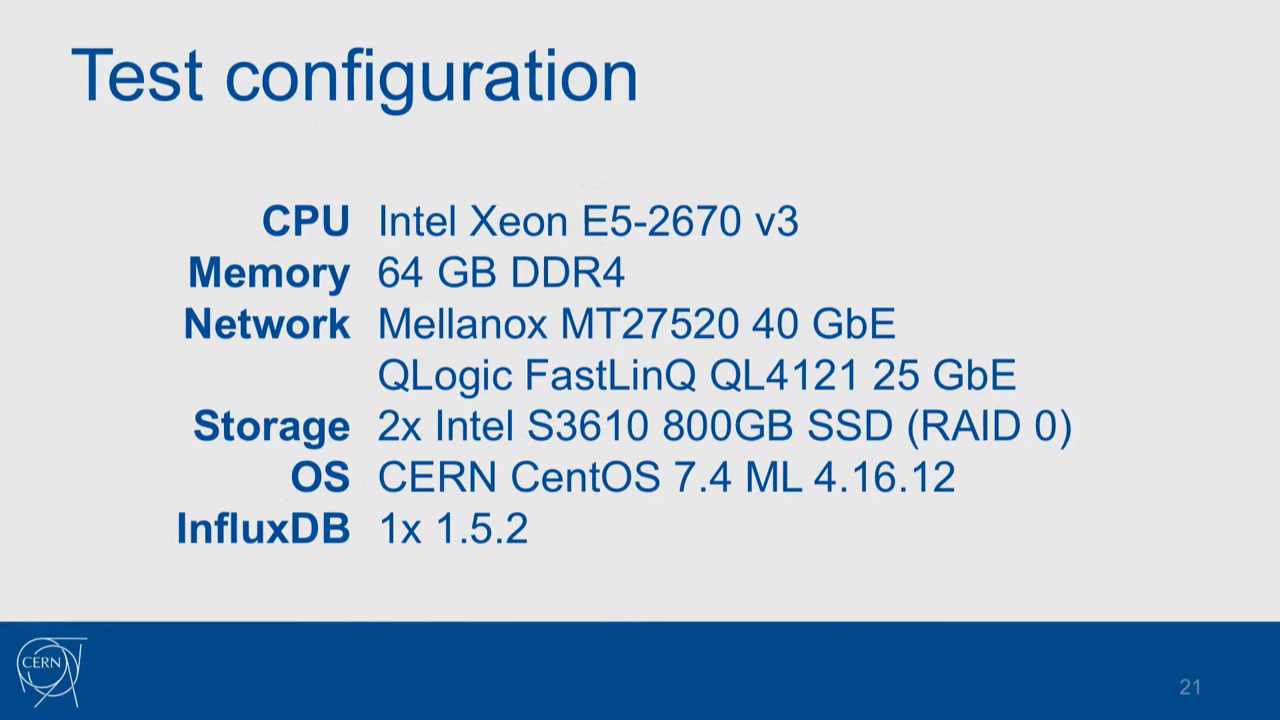 Test configuration
CPU Intel Xeon E5-2670 v3
Memory 64 GB DDR4
Network Mellanox MT27520 40 GbE
QLogic FastLinQ QL4121 25 GbE
Storage 2x Intel S3610 800GB SSD (RAID 0)
OS CERN CentOS 7.4 ML 4.16.12
InfluxDB 1x 1.5.2
CERN
21